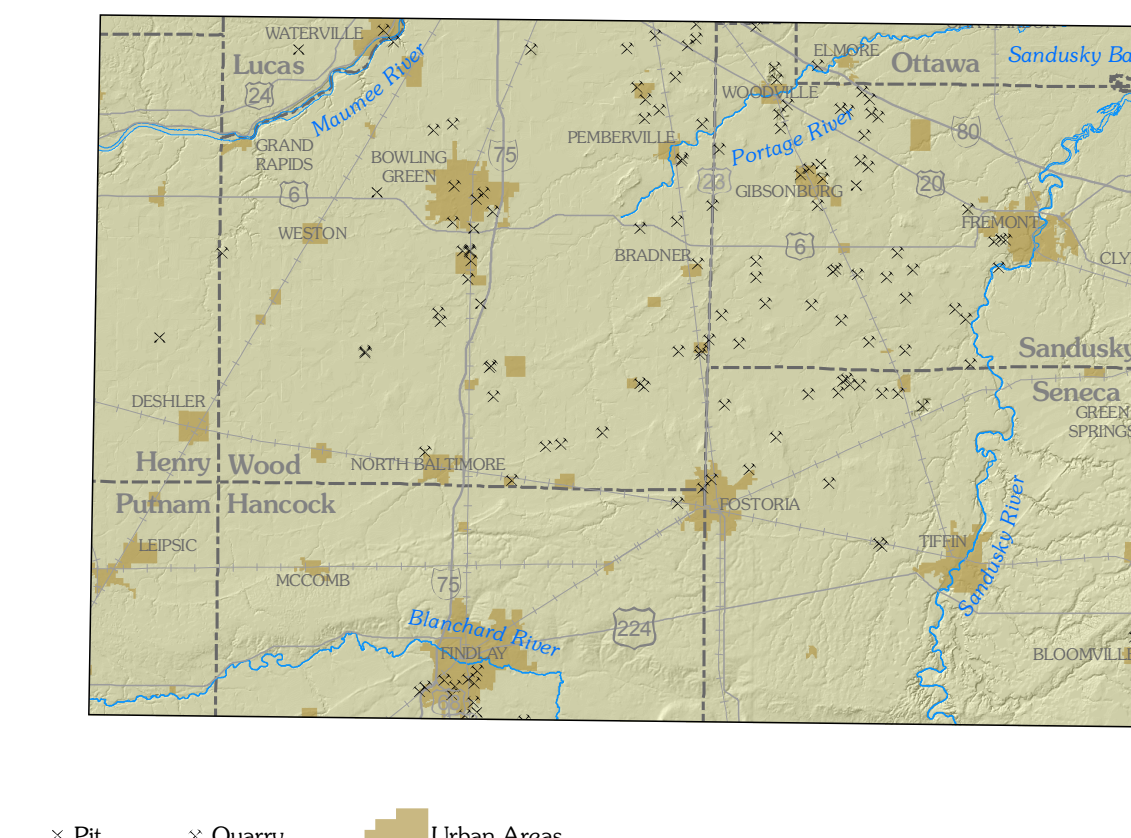 WATERVILLE
Lucas
24
Maumee River
ELMORE
Ottawa
Sandusky Ba
WOODVILLE
Portage River
80
PEMBERVILLE
GRAND
RAPIDS
BOWLING
GREEN
75
6
23
GIBSONBURG
20
FREMONT
WESTON
BRADNER
6
CLY
Sandusky
Seneca
GREEN
SPRINGS
DESHLER
Henry
Wood
NORTH BALTIMORE
Putnam
Hancock
FOSTORIA
LEIPSIC
MCCOMB
75
TIFFIN
Sandusky River
224
Blanchard River
FINDLAY
BLOOMVILLE
68
Pit
Quarry
Urban Areas